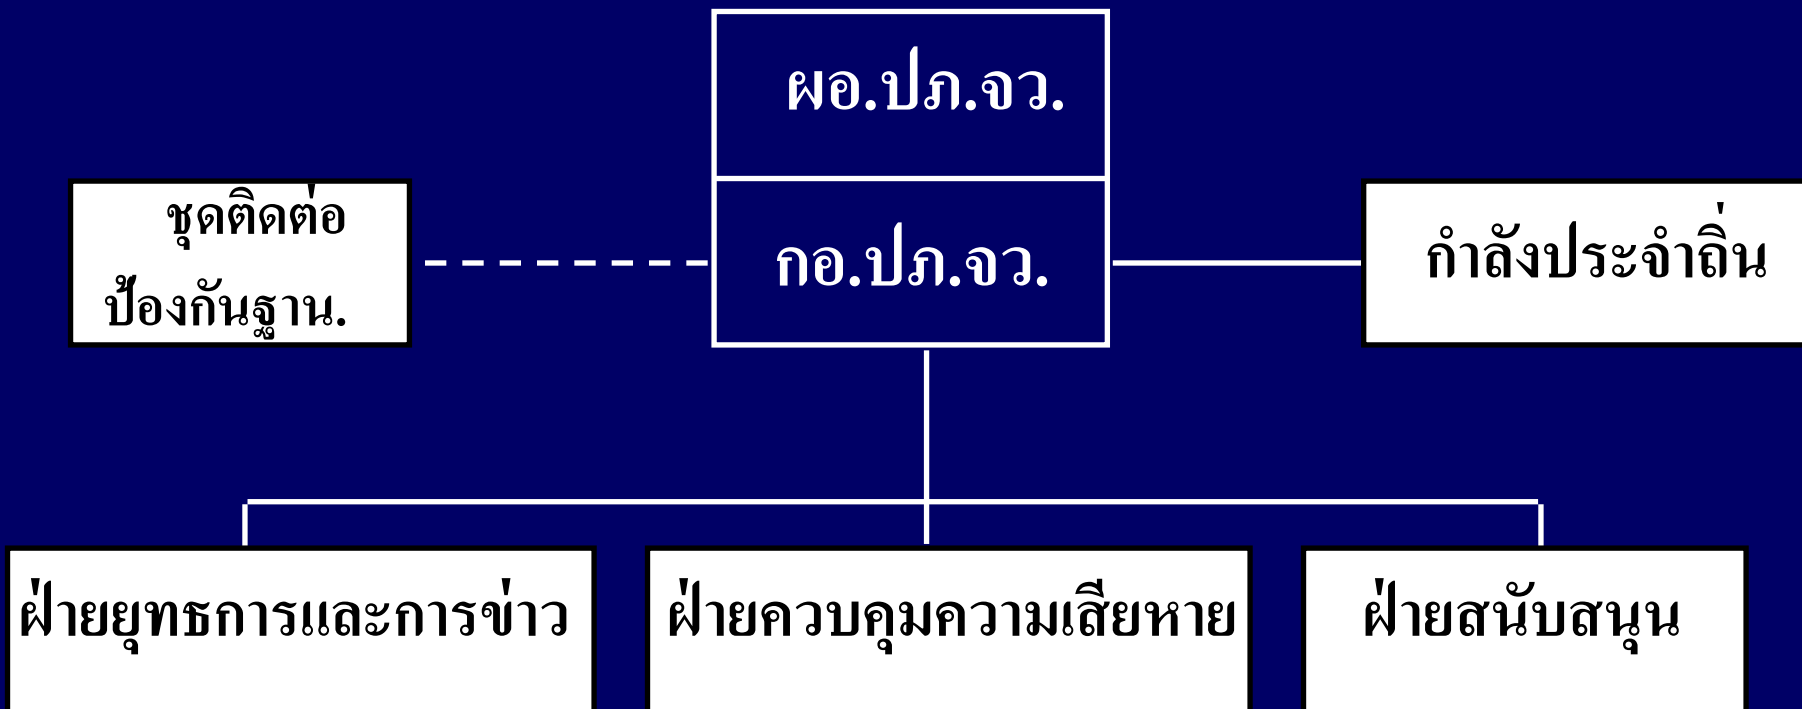 ผอ.ปภ.จว.
ชุดติดต่อ
ป้องกันฐาน.
กอ.ปภ.จว.
กำลังประจำถิ่น
ฝ่ายยุทธการและการข่าว
ฝ่ายควบคุมความเสียหาย
ฝ่ายสนับสนุน